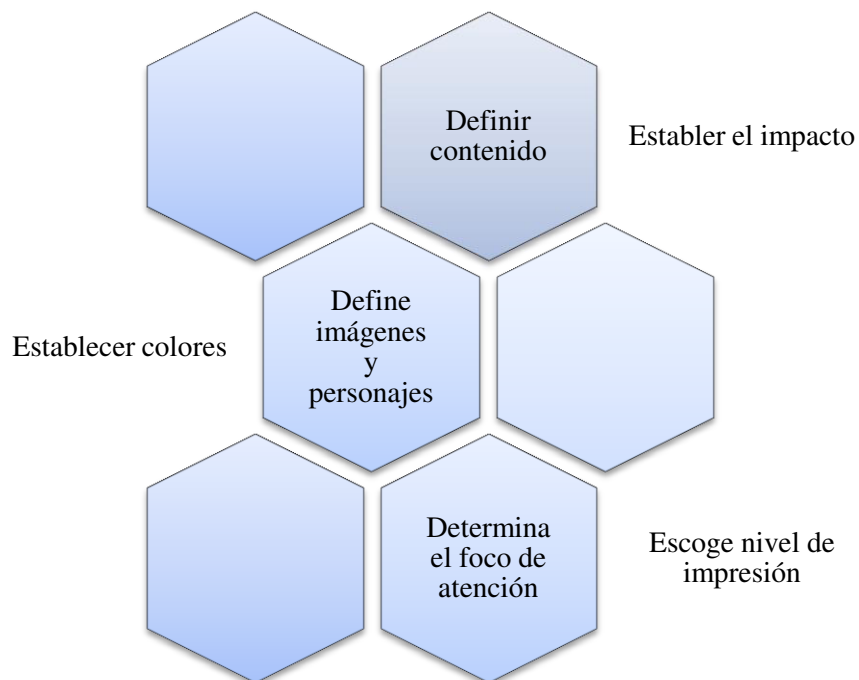 Definir
contenido
Establer el impacto
Establecer colores
Define
imágenes
y
personajes
Determina
el foco de
atención
Escoge nivel de
impresión